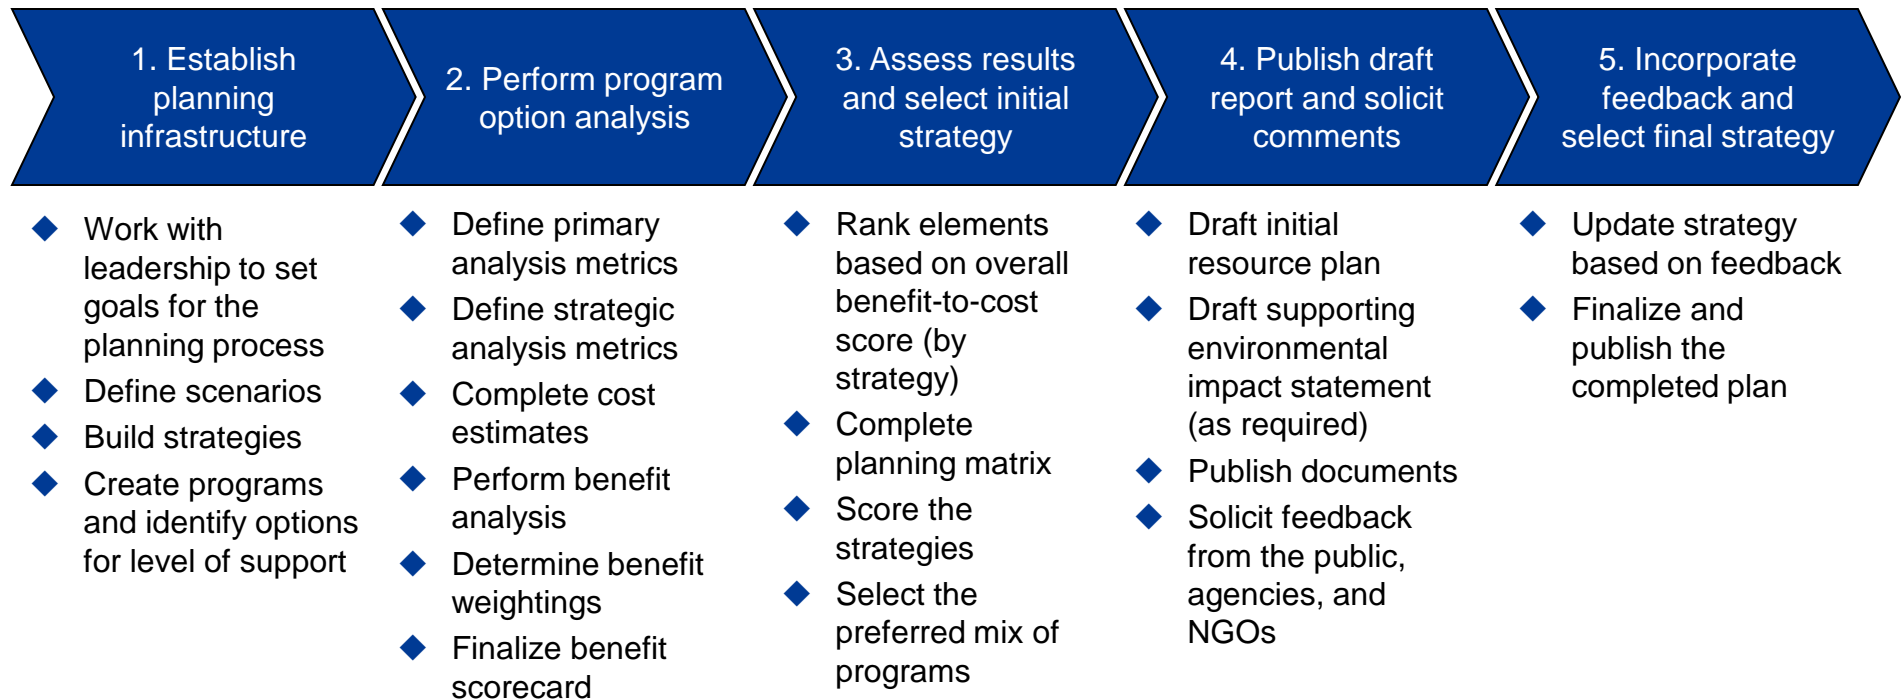 1. Establish
planning
infrastructure
2. Perform program
option analysis
3. Assess results
and select initial
strategy
4. Publish draft
report and solicit
comments
5. Incorporate
feedback and
select final strategy
Work with
leadership to set
goals for the
planning process
Define scenarios
Build strategies
Create programs
and identify options
for level of support
Define primary
analysis metrics
Define strategic
analysis metrics
Complete cost
estimates
Perform benefit
analysis
Determine benefit
weightings
Finalize benefit
scorecard
Rank elements
based on overall
benefit-to-cost
score (by
strategy)
Complete
planning matrix
Score the
strategies
Select the
preferred mix of
programs
Draft initial
resource plan
Draft supporting
environmental
impact statement
(as required)
Publish documents
Solicit feedback
from the public,
agencies, and
NGOs
Update strategy
based on feedback
Finalize and
publish the
completed plan